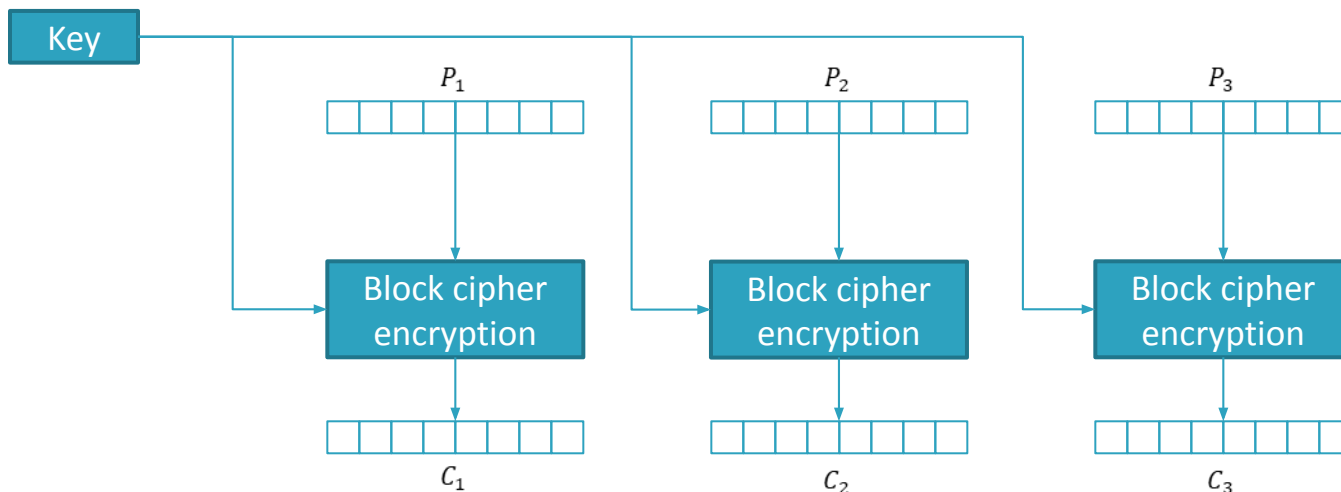 Key
P₁
P₂
P₃
Block cipher
encryption
Block cipher
encryption
Block cipher
encryption
C₁
C₂
C₃